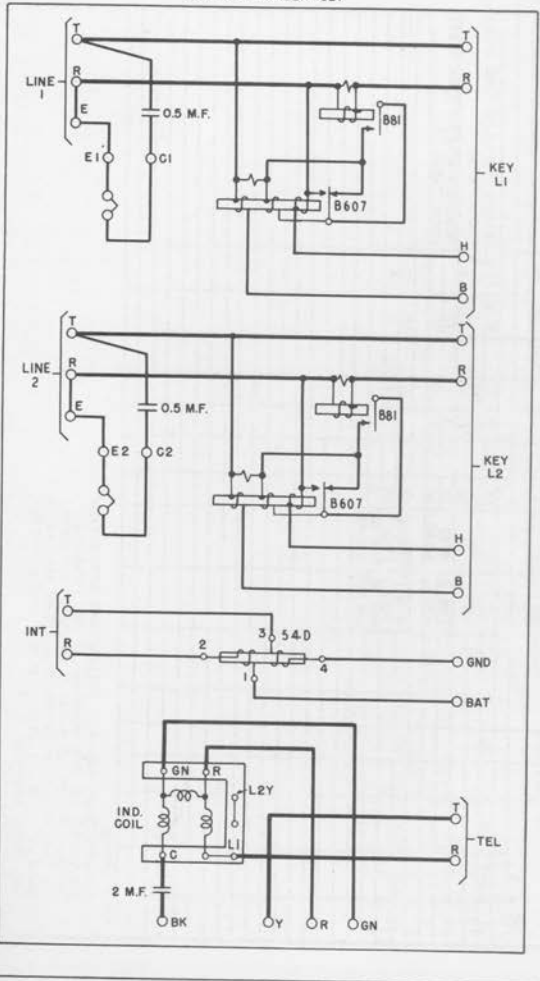 T
T
R
R
LINE
1
E
0.5 M.F.
B81
E1
C1
KEY
L1
B607
H
B
T
T
R
R
LINE
2
E
0.5 M.F.
B81
E2
C2
KEY
L2
B607
H
B
T
INT
R
3
54D
2
4
GND
1
BAT
GN
R
L2Y
IND.
COIL
T
TEL
L1
R
C
2 M.F.
BK
Y
R
GN